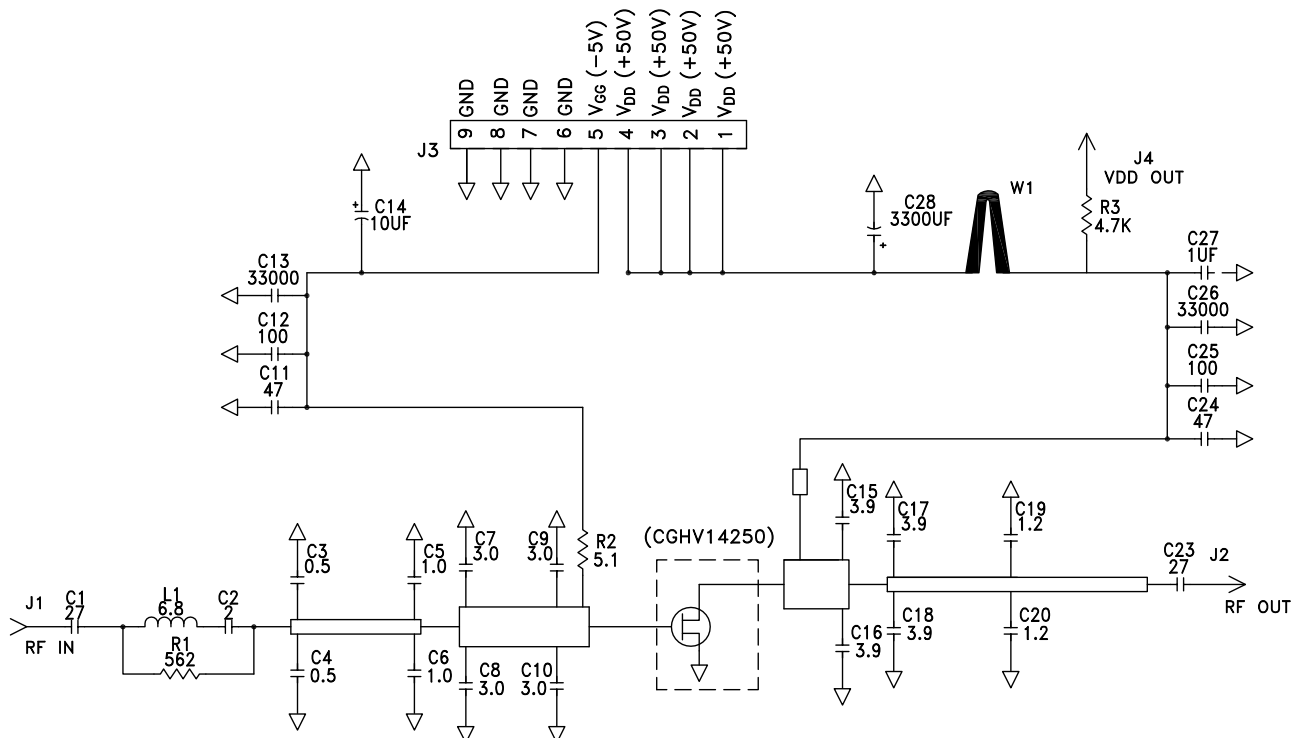 VGG (-5V)
VDD (+50V)
VDD (+50V)
VDD (+50V)
VDD (+50V)
GND
GND
GND
GND
9
8
7
6
5
4
3
2
1
J3
C14
10UF
+
C28
3300UF
+
W1
J4
VDD OUT
R3
4.7K
C13
33000
C12
100
C11
47
C27
1UF
C26
33000
C25
100
C24
47
(CGHV14250)
C3
0.5
C5
1.0
C7
3.0
C9
3.0
R2
5.1
C15
3.9
C17
3.9
C19
1.2
C23
27
J2
RF OUT
J1
RF IN
C1
27
L1
6.8
C2
2
R1
562
C4
0.5
C6
1.0
C8
3.0
C10
3.0
C16
3.9
C18
3.9
C20
1.2